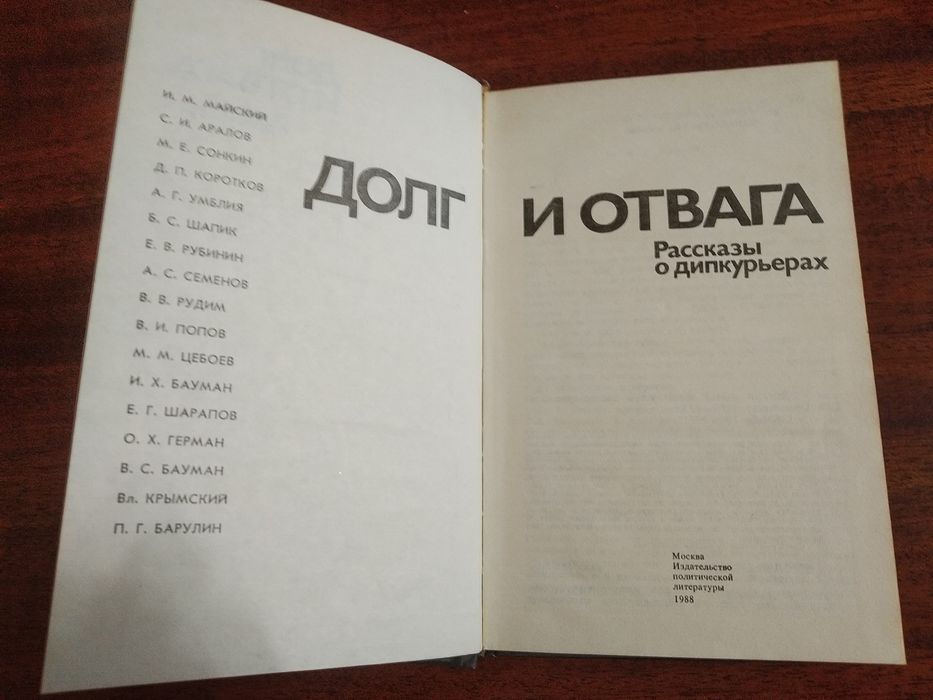 И. М. МАЙСКИЙ
С. И. АРАЛОВ
М. Е. СОНКИН
Д. П. КОРОТКОВ
А. Г. УМБЛИЯ
Б. С. ШАПИК
Е. В. РУБИНИН
А. С. СЕМЕНОВ
В. В. РУДИМ
В. И. ПОПОВ
М. М. ЦЕБОЕВ
И. Х. БАУМАН
Е. Г. ШАРАПОВ
О. Х. ГЕРМАН
В. С. БАУМАН
Вл. КРЫМСКИЙ
П. Г. БАРУЛИН
ДОЛГ
И ОТВАГА
Рассказы
о дипкурьерах
Москва
Издательство
политической
литературы
1988